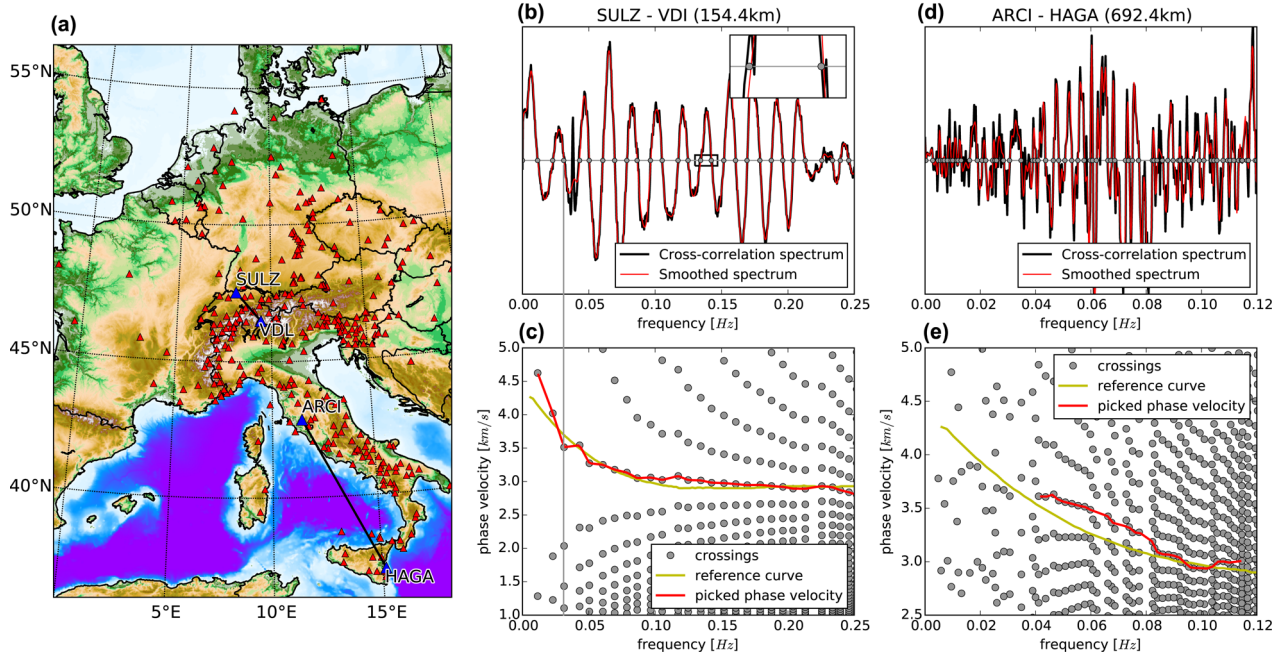 (a)
55°N
50°N
45°N
40°N
5°E
10°E
15°E
SULZ
VDL
ARCI
HAGA
(b)
SULZ - VDI (154.4km)
Cross-correlation spectrum
Smoothed spectrum
0.00 0.05 0.10 0.15 0.20 0.25
frequency [Hz]
(c)
5.0
4.5
4.0
3.5
3.0
2.5
2.0
1.5
1.0
phase velocity [km/s]
crossings
reference curve
picked phase velocity
0.00 0.05 0.10 0.15 0.20 0.25
frequency [Hz]
(d)
ARCI - HAGA (692.4km)
Cross-correlation spectrum
Smoothed spectrum
0.00 0.02 0.04 0.06 0.08 0.10 0.12
frequency [Hz]
(e)
5.0
4.5
4.0
3.5
3.0
2.5
phase velocity [km/s]
crossings
reference curve
picked phase velocity
0.00 0.02 0.04 0.06 0.08 0.10 0.12
frequency [Hz]